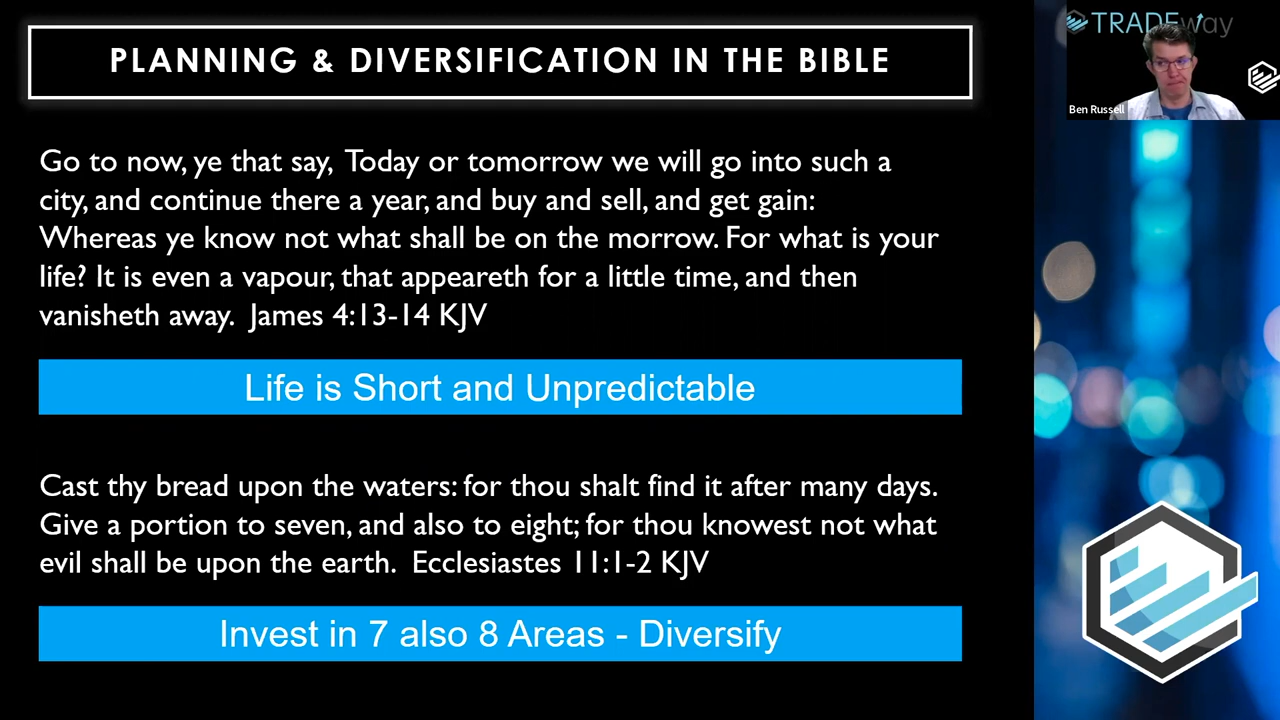 PLANNING & DIVERSIFICATION IN THE BIBLE
TRADEway
Ben Russell
Go to now, ye that say, Today or tomorrow we will go into such a
city, and continue there a year, and buy and sell, and get gain:
Whereas ye know not what shall be on the morrow. For what is your
life? It is even a vapour, that appeareth for a little time, and then
vanisheth away. James 4:13-14 KJV
Life is Short and Unpredictable
Cast thy bread upon the waters: for thou shalt find it after many days.
Give a portion to seven, and also to eight; for thou knowest not what
evil shall be upon the earth. Ecclesiastes 11:1-2 KJV
Invest in 7 also 8 Areas - Diversify